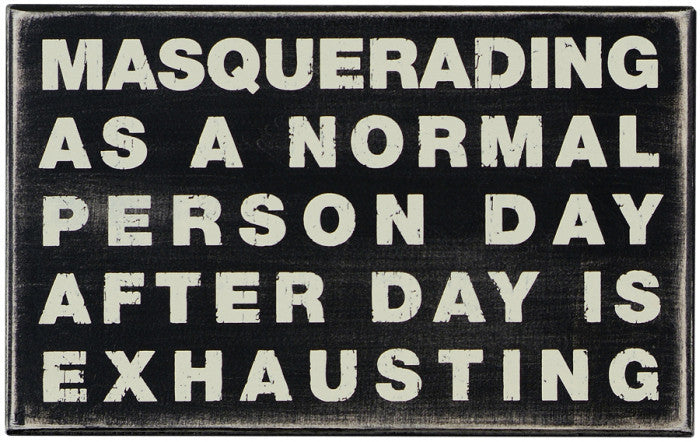 MASQUERADING
AS A NORMAL
PERSON DAY
AFTER DAY IS
EXHAUSTING